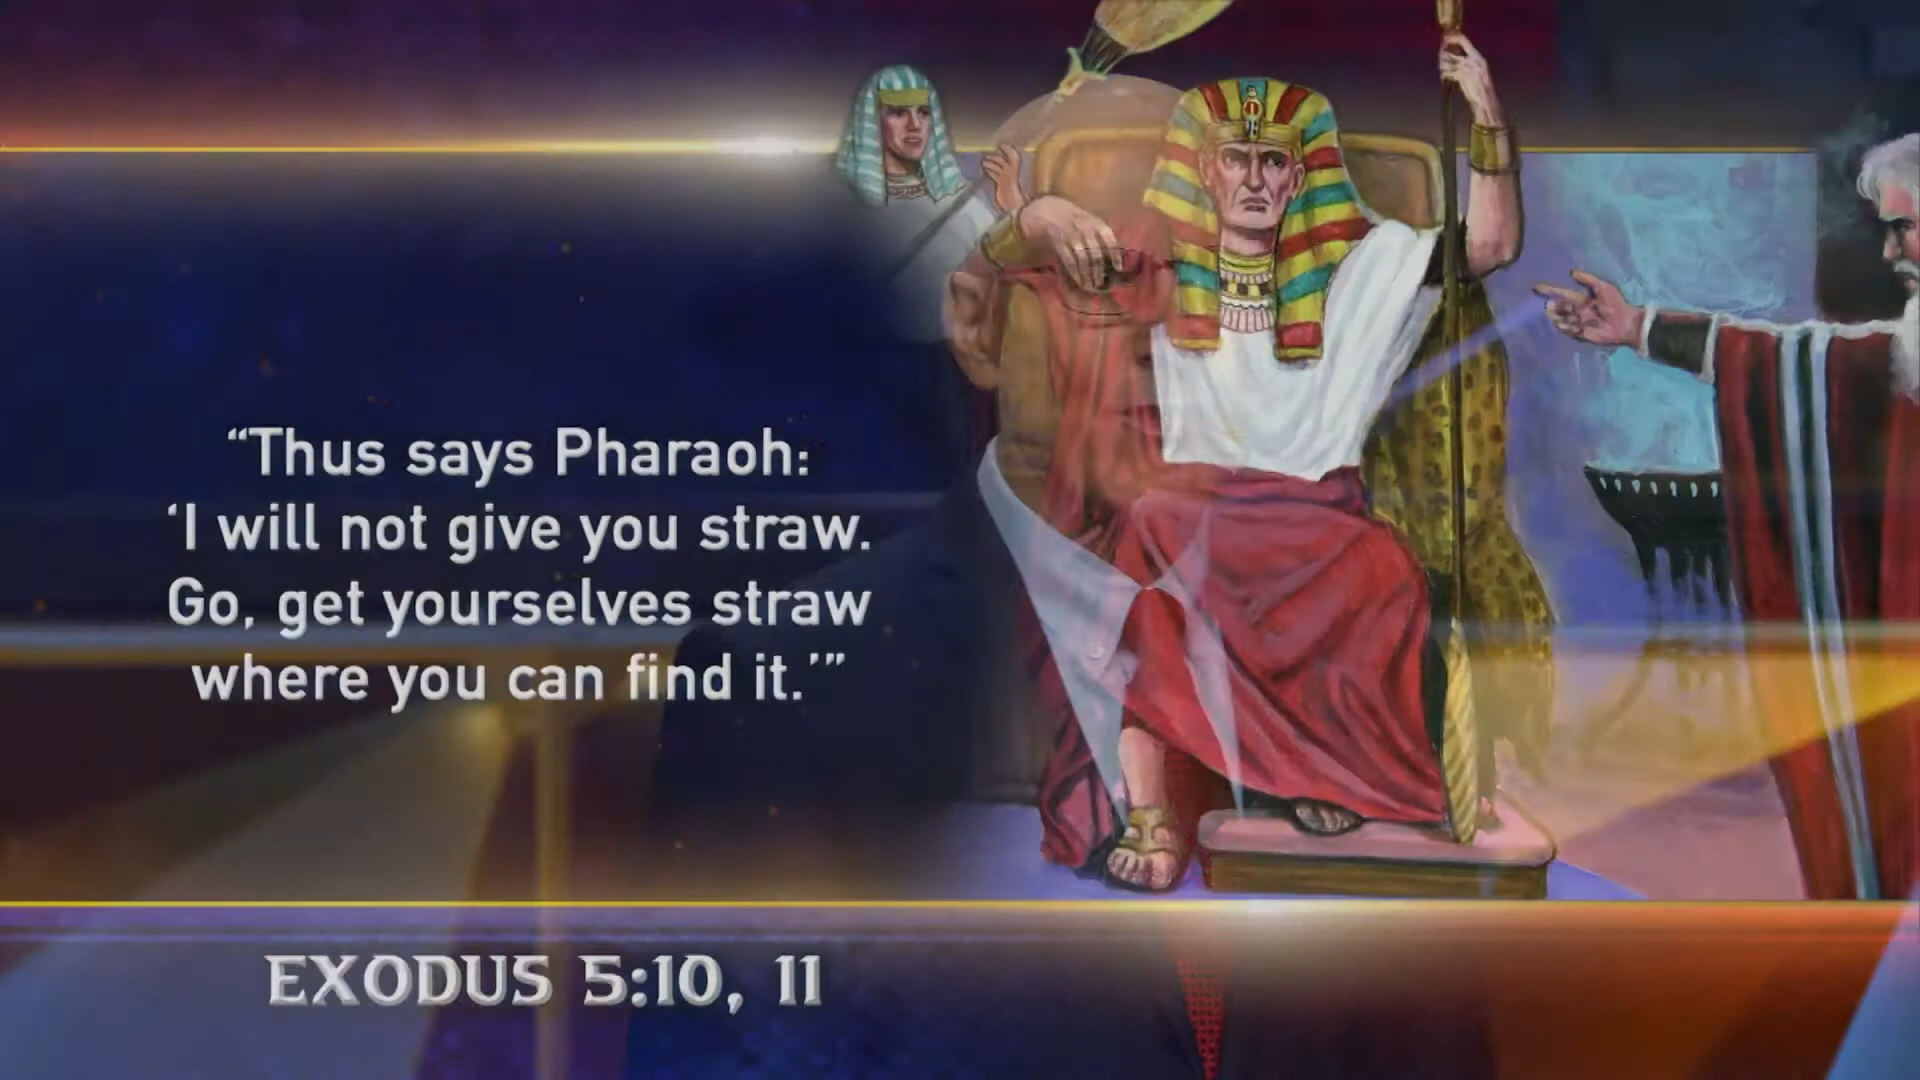 “Thus says Pharaoh:
‘I will not give you straw.
Go, get yourselves straw
where you can find it.’”
EXODUS 5:10, 11